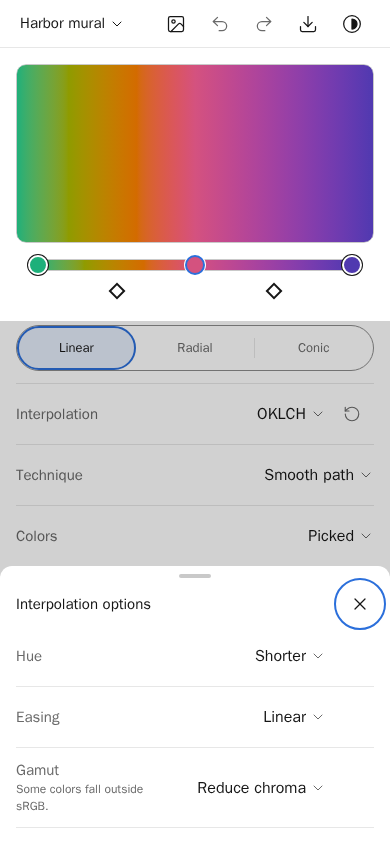 Harbor mural
Linear
Radial
Conic
Interpolation
OKLCH
Technique
Smooth path
Colors
Picked
Interpolation options
Hue
Shorter
Easing
Linear
Gamut
Some colors fall outside
sRGB.
Reduce chroma